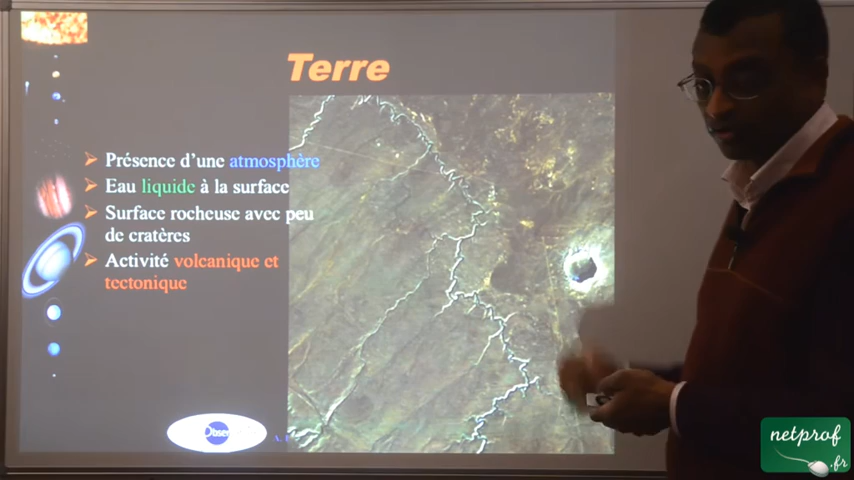 Terre
Présence d'une atmosphère
Eau liquide à la surface
Surface rocheuse avec peu
de cratères
Activité volcanique et
tectonique
netprof
.fr